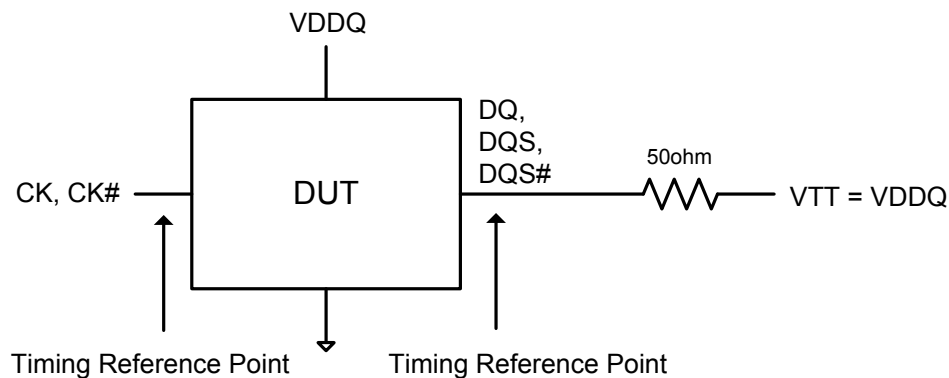 VDDQ
DQ,
DQS,
DQS#
50ohm
CK, CK#
DUT
VTT = VDDQ
Timing Reference Point
Timing Reference Point